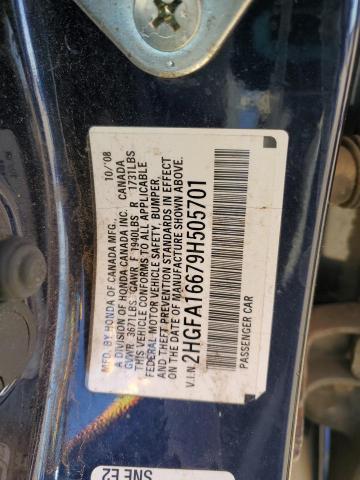 MFD. BY HONDA OF CANADA MFG., 10/'08
A DIVISION OF HONDA CANADA INC. CANADA
GVWR 3671LBS. GAWR F 1940LBS R 1731LBS
THIS VEHICLE CONFORMS TO ALL APPLICABLE
FEDERAL MOTOR VEHICLE SAFETY, BUMPER,
AND THEFT PREVENTION STANDARDS IN EFFECT
ON THE DATE OF MANUFACTURE SHOWN ABOVE.
V.I.N. 2HGFA16679H505701
PASSENGER CAR
SNF E2